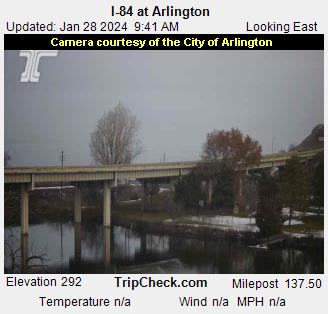 I-84 at Arlington
Updated: Jan 28 2024 9:41 AM Looking East
Camera courtesy of the City of Arlington
Elevation 292 TripCheck.com Milepost 137.50
Temperature n/a Wind n/a MPH n/a